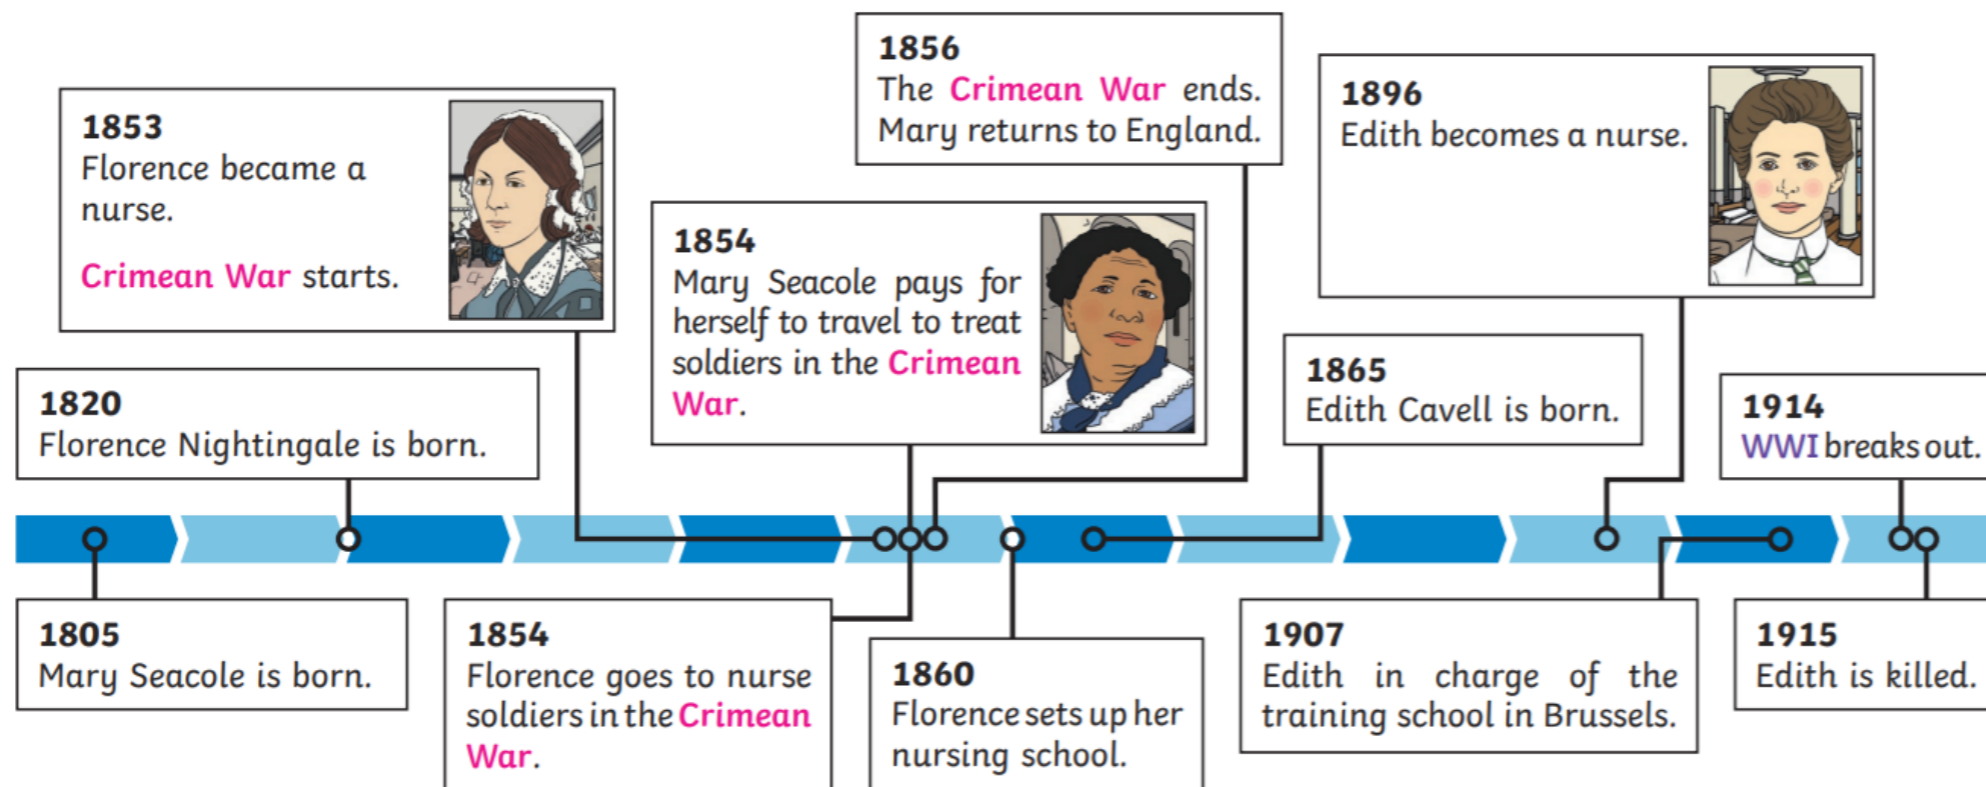 1853
Florence became a
nurse.
Crimean War starts.
1856
The Crimean War ends.
Mary returns to England.
1896
Edith becomes a nurse.
1820
Florence Nightingale is born.
1854
Mary Seacole pays for
herself to travel to treat
soldiers in the Crimean
War.
1865
Edith Cavell is born.
1914
WWI breaks out.
1805
Mary Seacole is born.
1854
Florence goes to nurse
soldiers in the Crimean
War.
1860
Florence sets up her
nursing school.
1907
Edith in charge of the
training school in Brussels.
1915
Edith is killed.